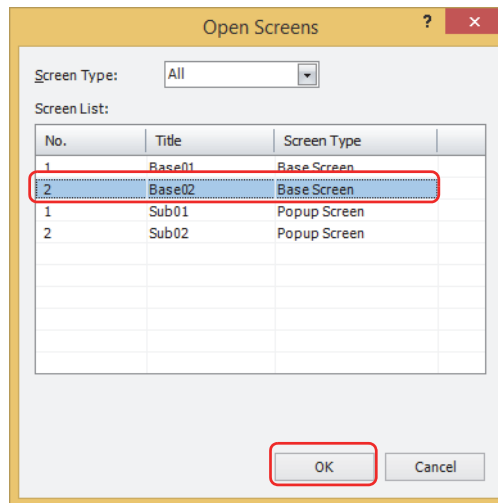 Open Screens ? ×
Screen Type: All
Screen List:
No. Title Screen Type
1 Base01 Base Screen
2 Base02 Base Screen
1 Sub01 Popup Screen
2 Sub02 Popup Screen
OK Cancel